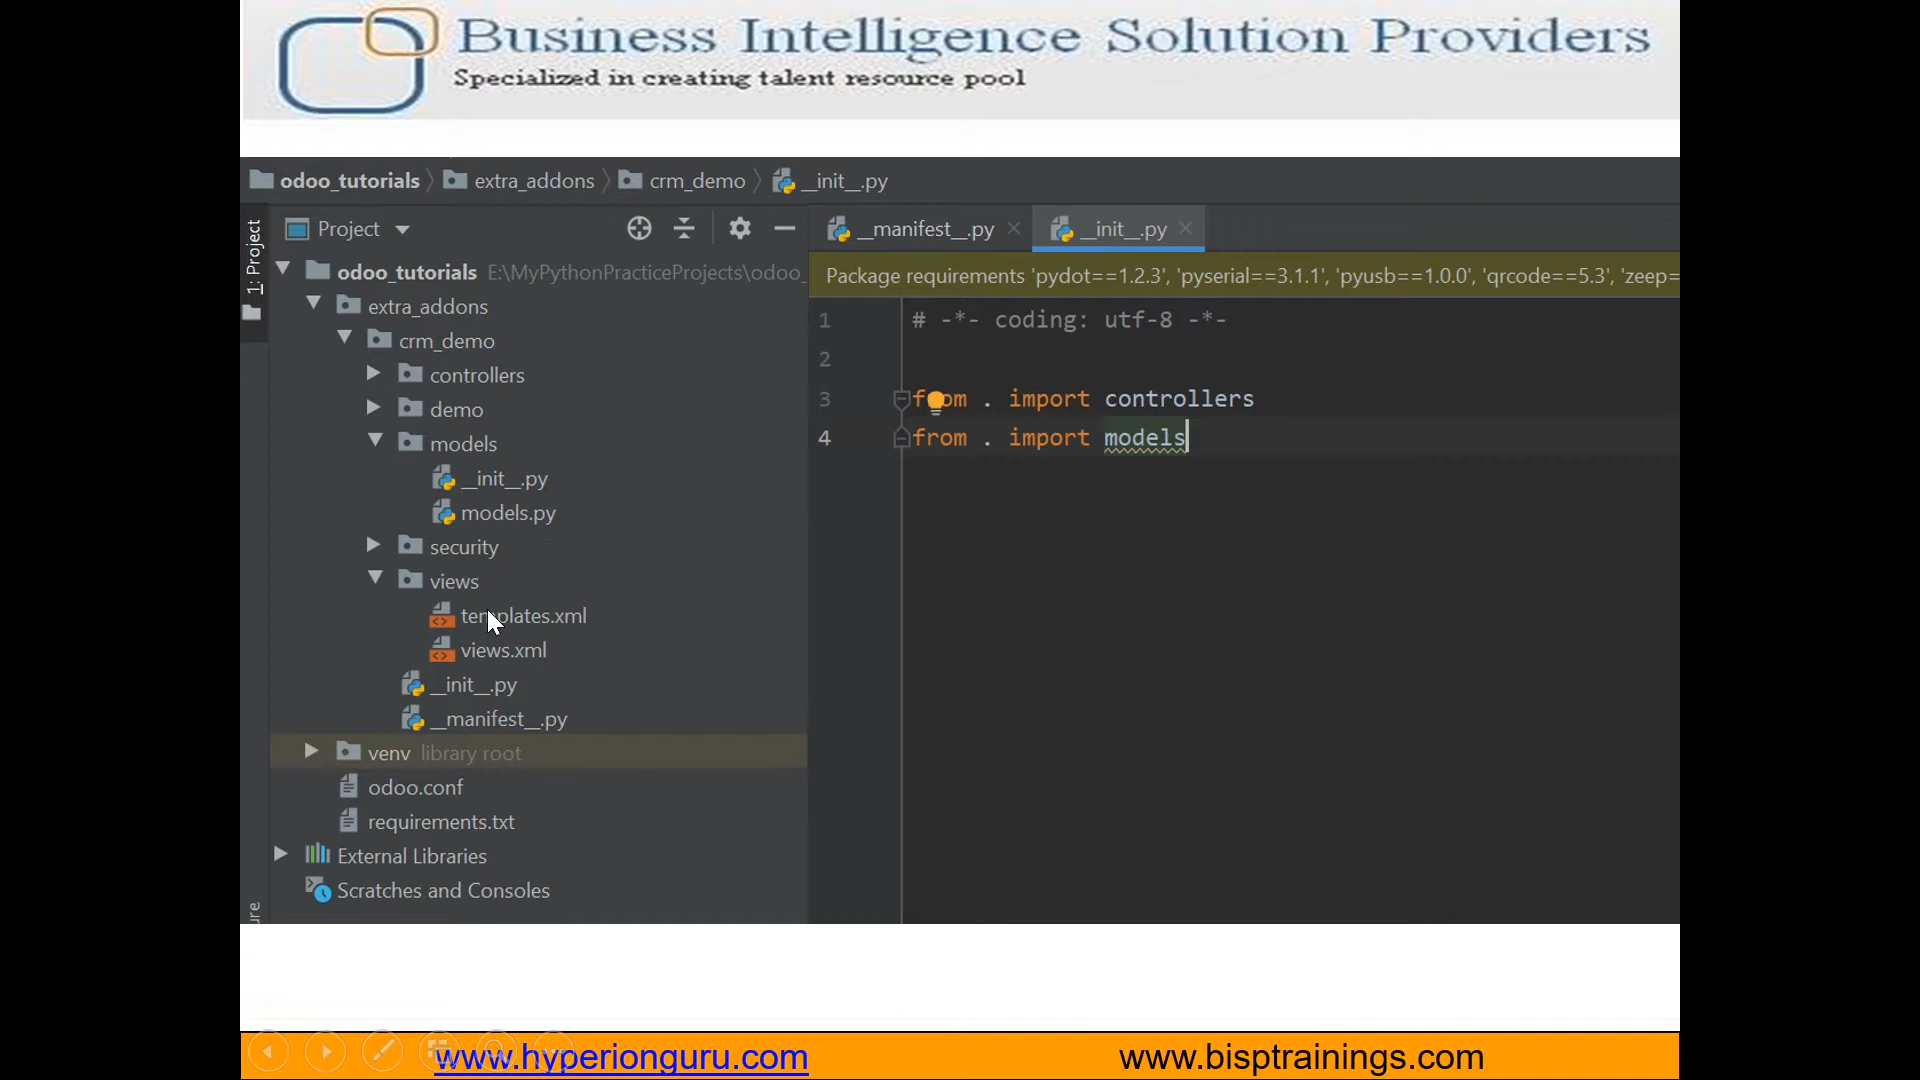 Business Intelligence Solution Providers
Specialized in creating talent resource pool
odoo_tutorials extra_addons crm_demo __init__.py
1: Project
Project
__manifest__.py __init__.py
odoo_tutorials E:\MyPythonPracticeProjects\odoo_
extra_addons
crm_demo
controllers
demo
models
__init__.py
models.py
security
views
templates.xml
views.xml
__init__.py
__manifest__.py
venv library root
odoo.conf
requirements.txt
External Libraries
Scratches and Consoles
Package requirements 'pydot==1.2.3', 'pyserial==3.1.1', 'pyusb==1.0.0', 'qrcode==5.3', 'zeep=
1 # -*- coding: utf-8 -*-
2
3 from . import controllers
4 from . import models
www.hyperionguru.com www.bisptrainings.com